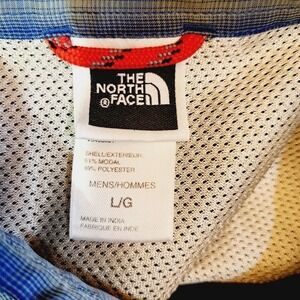 THE
NORTH
FACE
®
SHELL/EXTERIEUR
51% MODAL
49% POLYESTER
MENS/HOMMES
L/G
MADE IN INDIA
FABRIQUE EN INDE